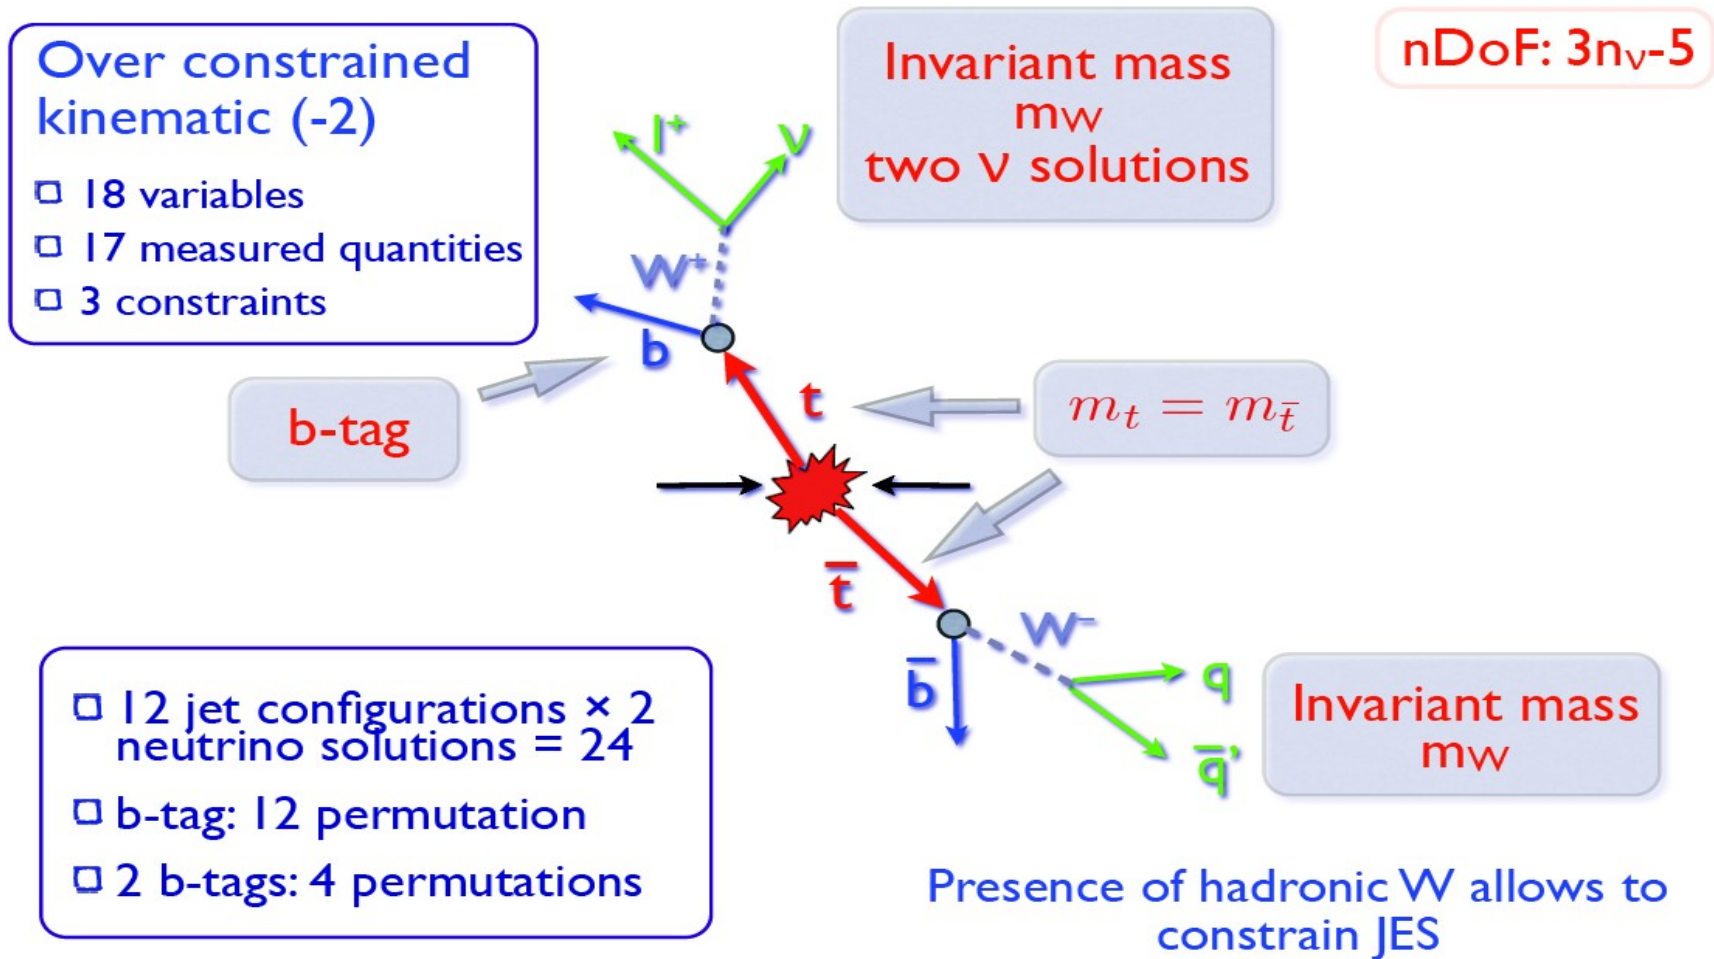 Over constrained
kinematic (-2)
☐ 18 variables
☐ 17 measured quantities
☐ 3 constraints
Invariant mass
mW
two ν solutions
nDoF: 3nν-5
l⁺
ν
W⁺
b
b-tag
t
m_t = m_t̄
t̄
W⁻
b̄
q
q̄'
Invariant mass
mW
☐ 12 jet configurations × 2
neutrino solutions = 24
☐ b-tag: 12 permutation
☐ 2 b-tags: 4 permutations
Presence of hadronic W allows to
constrain JES